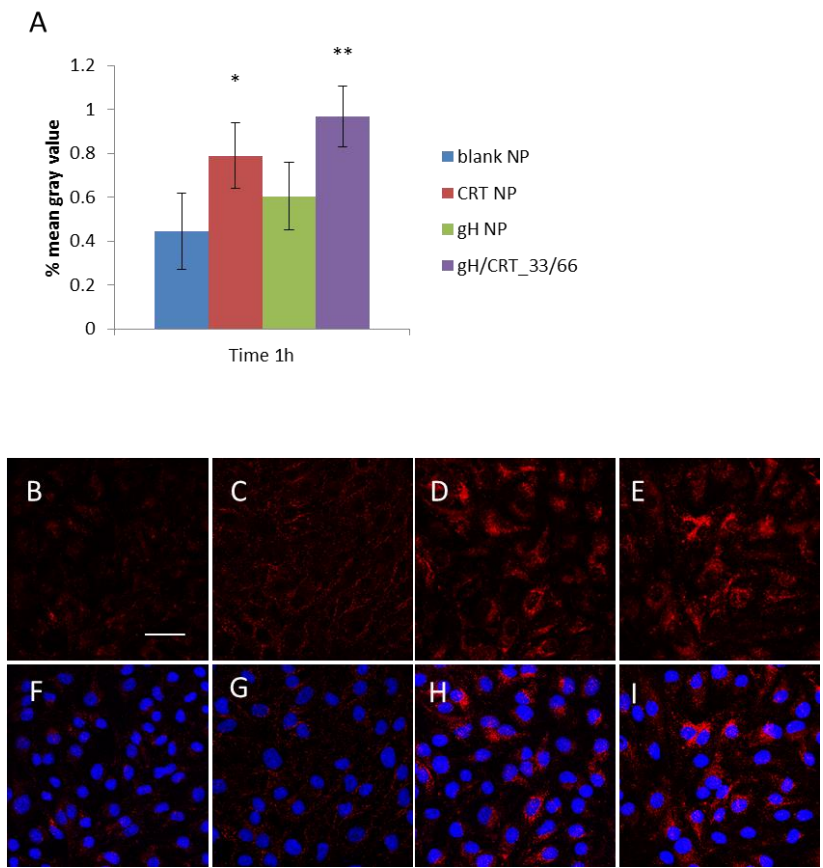 A
*
**
1.2
1
0.8
0.6
0.4
0.2
0
% mean gray value
Time 1h
blank NP
CRT NP
gH NP
gH/CRT_33/66
B
C
D
E
F
G
H
I